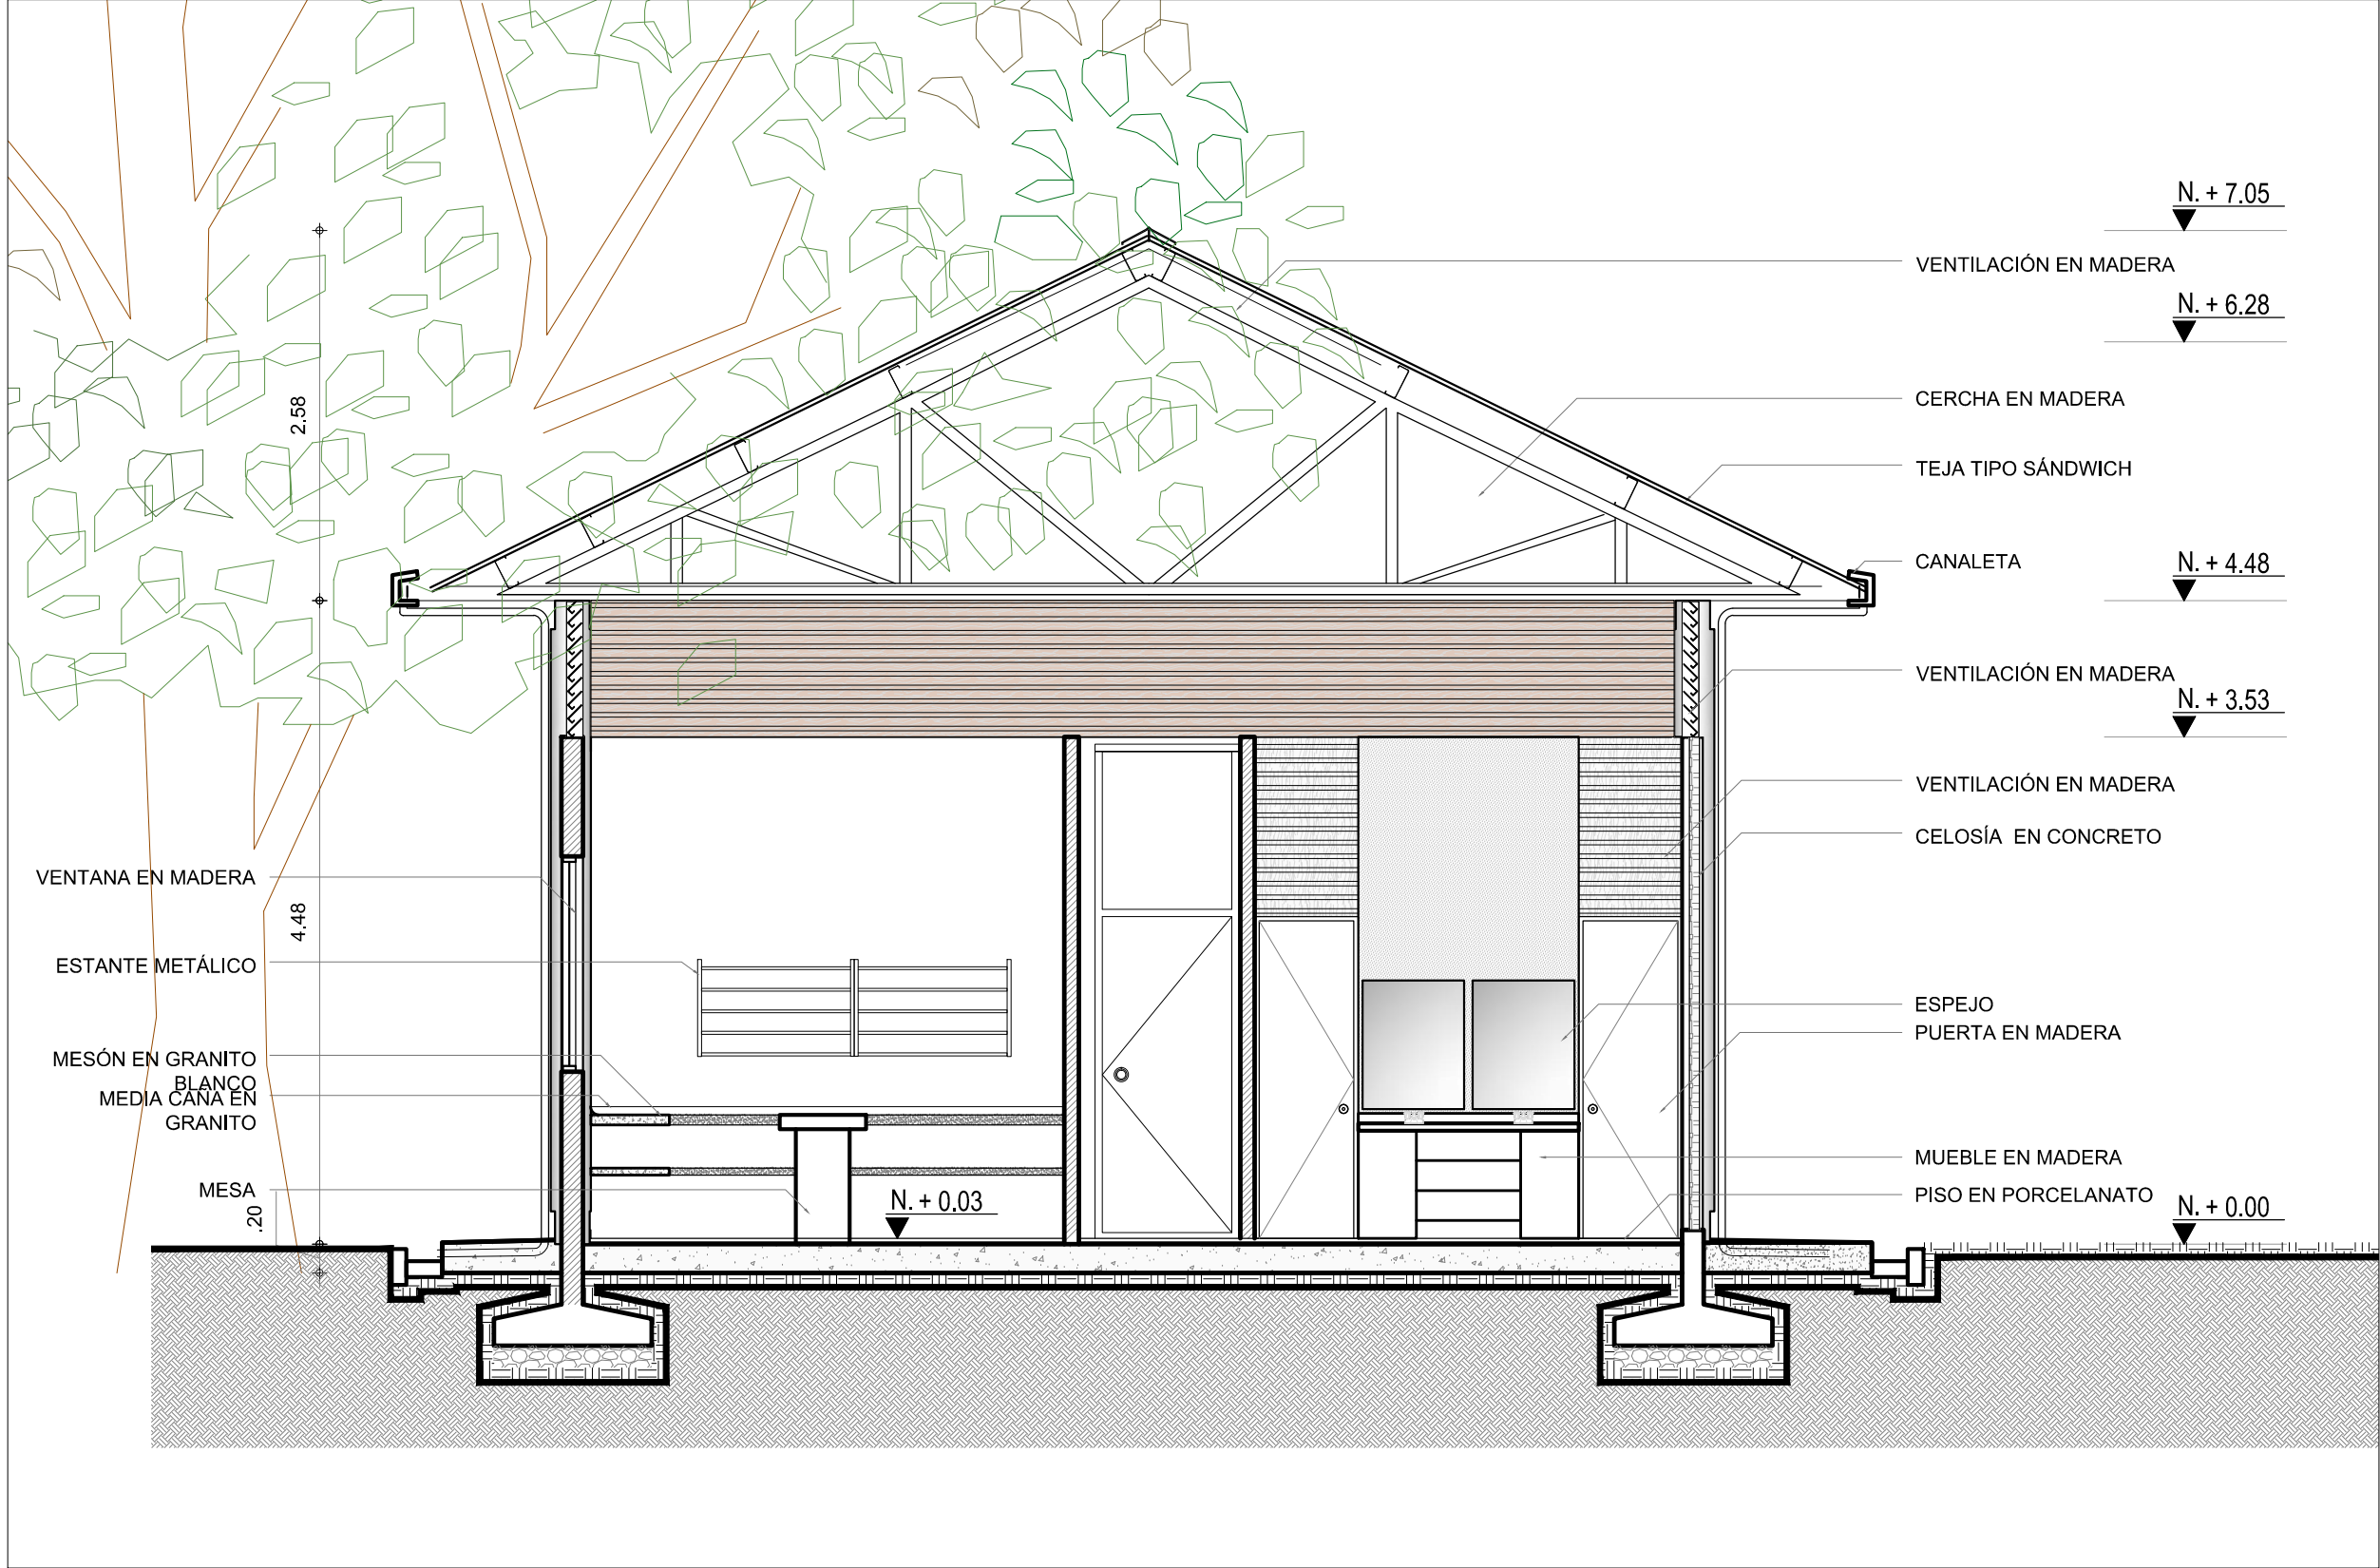 N. + 7.05
VENTILACIÓN EN MADERA
N. + 6.28
CERCHA EN MADERA
2.58
TEJA TIPO SÁNDWICH
CANALETA
N. + 4.48
VENTILACIÓN EN MADERA
N. + 3.53
VENTILACIÓN EN MADERA
CELOSÍA EN CONCRETO
VENTANA EN MADERA
4.48
ESTANTE METÁLICO
ESPEJO
PUERTA EN MADERA
MESÓN EN GRANITO
BLANCO
MEDIA CAÑA EN
GRANITO
MUEBLE EN MADERA
MESA
PISO EN PORCELANATO
N. + 0.03
N. + 0.00
.20